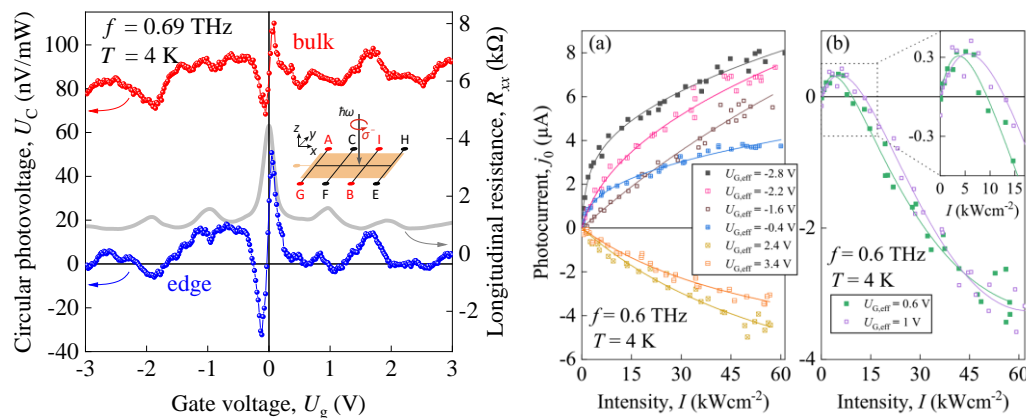 f = 0.69 THz
T = 4 K
bulk
edge
ħω
σ⁻
z
y
x
A
C
I
H
G
F
B
E
Circular photovoltage, U_C (nV/mW)
100
80
60
40
20
0
-20
-40
Longitudinal resistance, R_xx (kΩ)
8
6
4
2
0
-2
-3
-2
-1
0
1
2
3
Gate voltage, U_g (V)
(a)
Photocurrent, j_0 (μA)
8
6
4
2
0
-2
-4
-6
U_G,eff = -2.8 V
U_G,eff = -2.2 V
U_G,eff = -1.6 V
U_G,eff = -0.4 V
U_G,eff = 2.4 V
U_G,eff = 3.4 V
f = 0.6 THz
T = 4 K
0
15
30
45
60
Intensity, I (kWcm⁻²)
(b)
0
-2
-4
0.3
0
-0.3
0
5
10
15
I (kWcm⁻²)
f = 0.6 THz
T = 4 K
U_G,eff = 0.6 V
U_G,eff = 1 V
0
15
30
45
60
Intensity, I (kWcm⁻²)